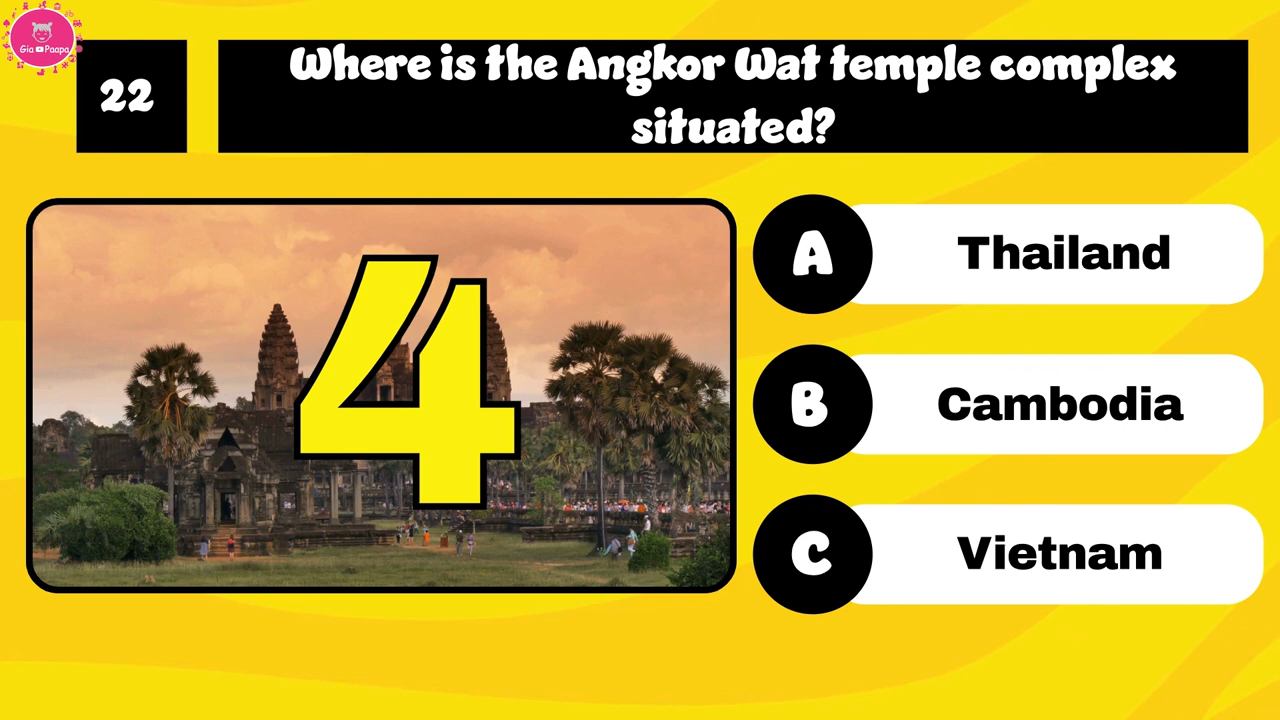 Gia Paapa
22
Where is the Angkor Wat temple complex
situated?
4
A
Thailand
B
Cambodia
C
Vietnam